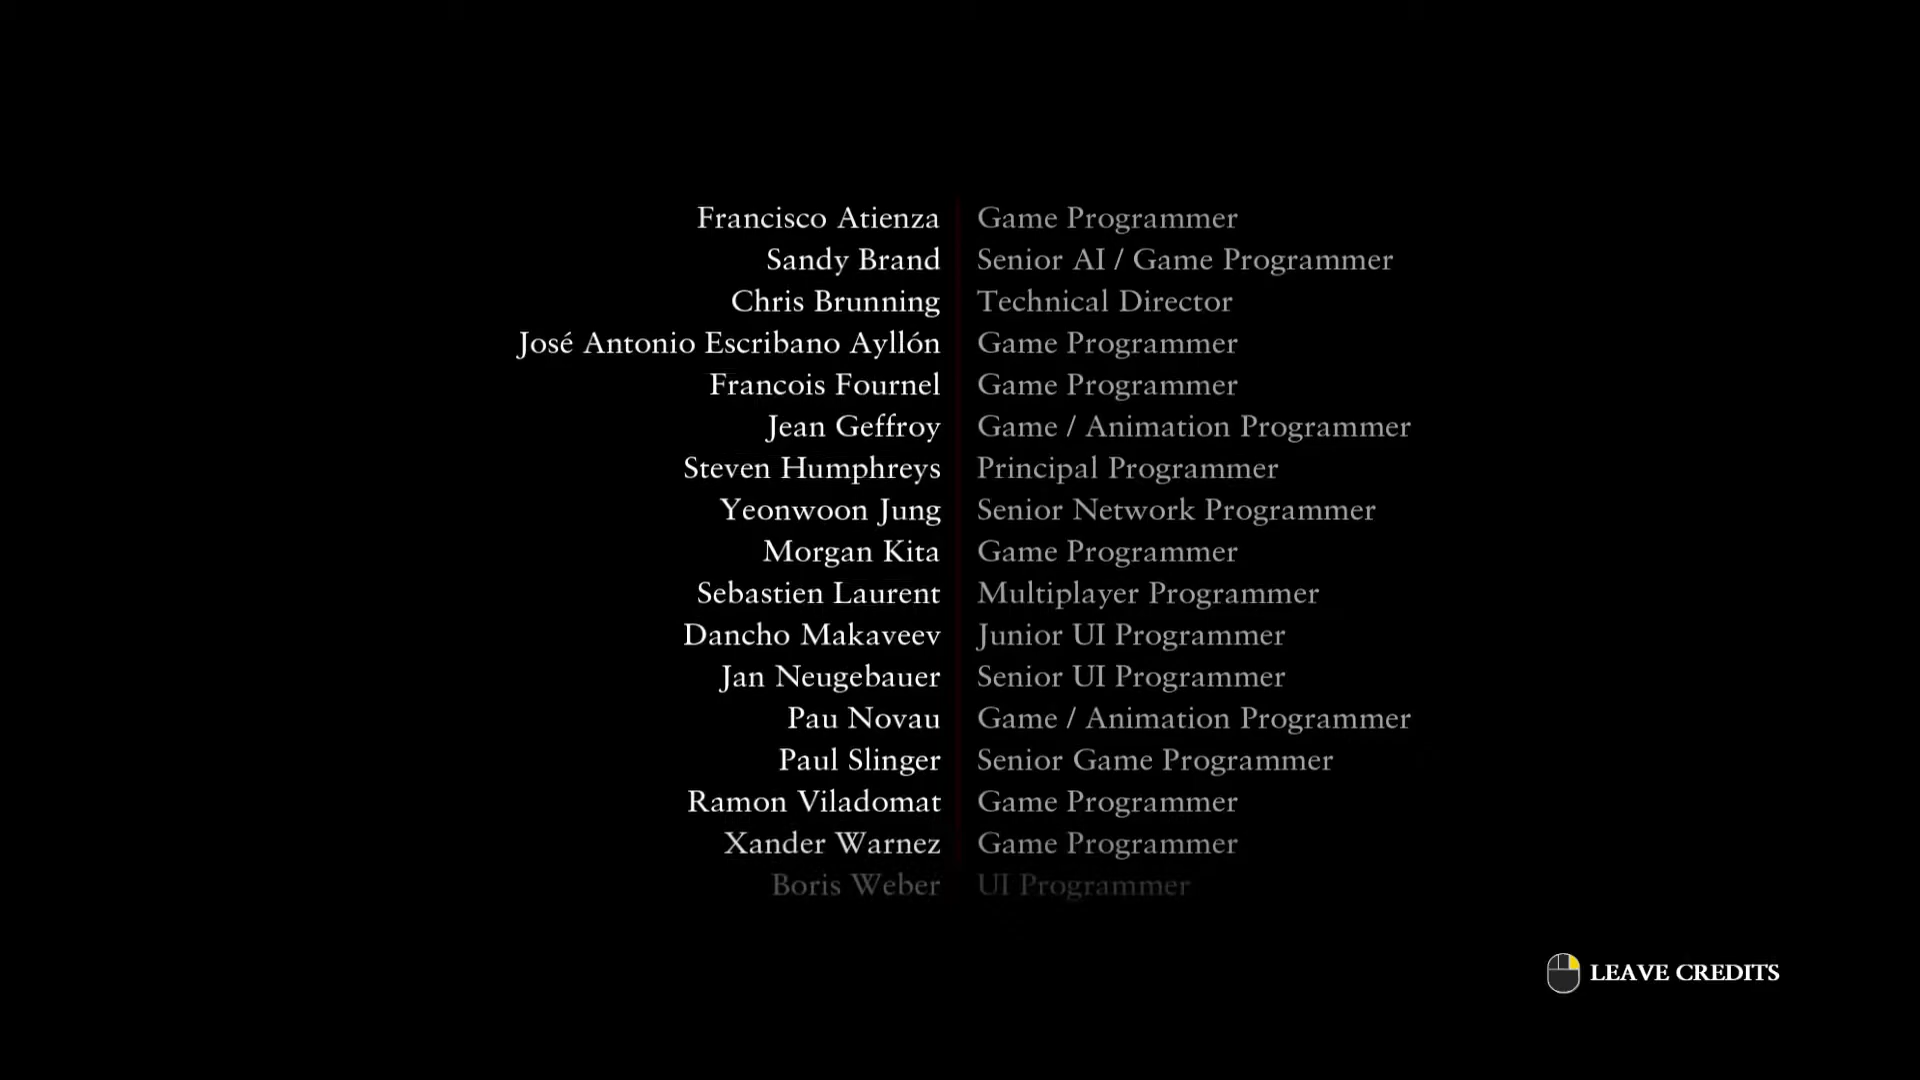 Francisco Atienza Game Programmer
Sandy Brand Senior AI / Game Programmer
Chris Brunning Technical Director
José Antonio Escribano Ayllón Game Programmer
Francois Fournel Game Programmer
Jean Geffroy Game / Animation Programmer
Steven Humphreys Principal Programmer
Yeonwoon Jung Senior Network Programmer
Morgan Kita Game Programmer
Sebastien Laurent Multiplayer Programmer
Dancho Makaveev Junior UI Programmer
Jan Neugebauer Senior UI Programmer
Pau Novau Game / Animation Programmer
Paul Slinger Senior Game Programmer
Ramon Viladomat Game Programmer
Xander Warnez Game Programmer
Boris Weber UI Programmer
LEAVE CREDITS